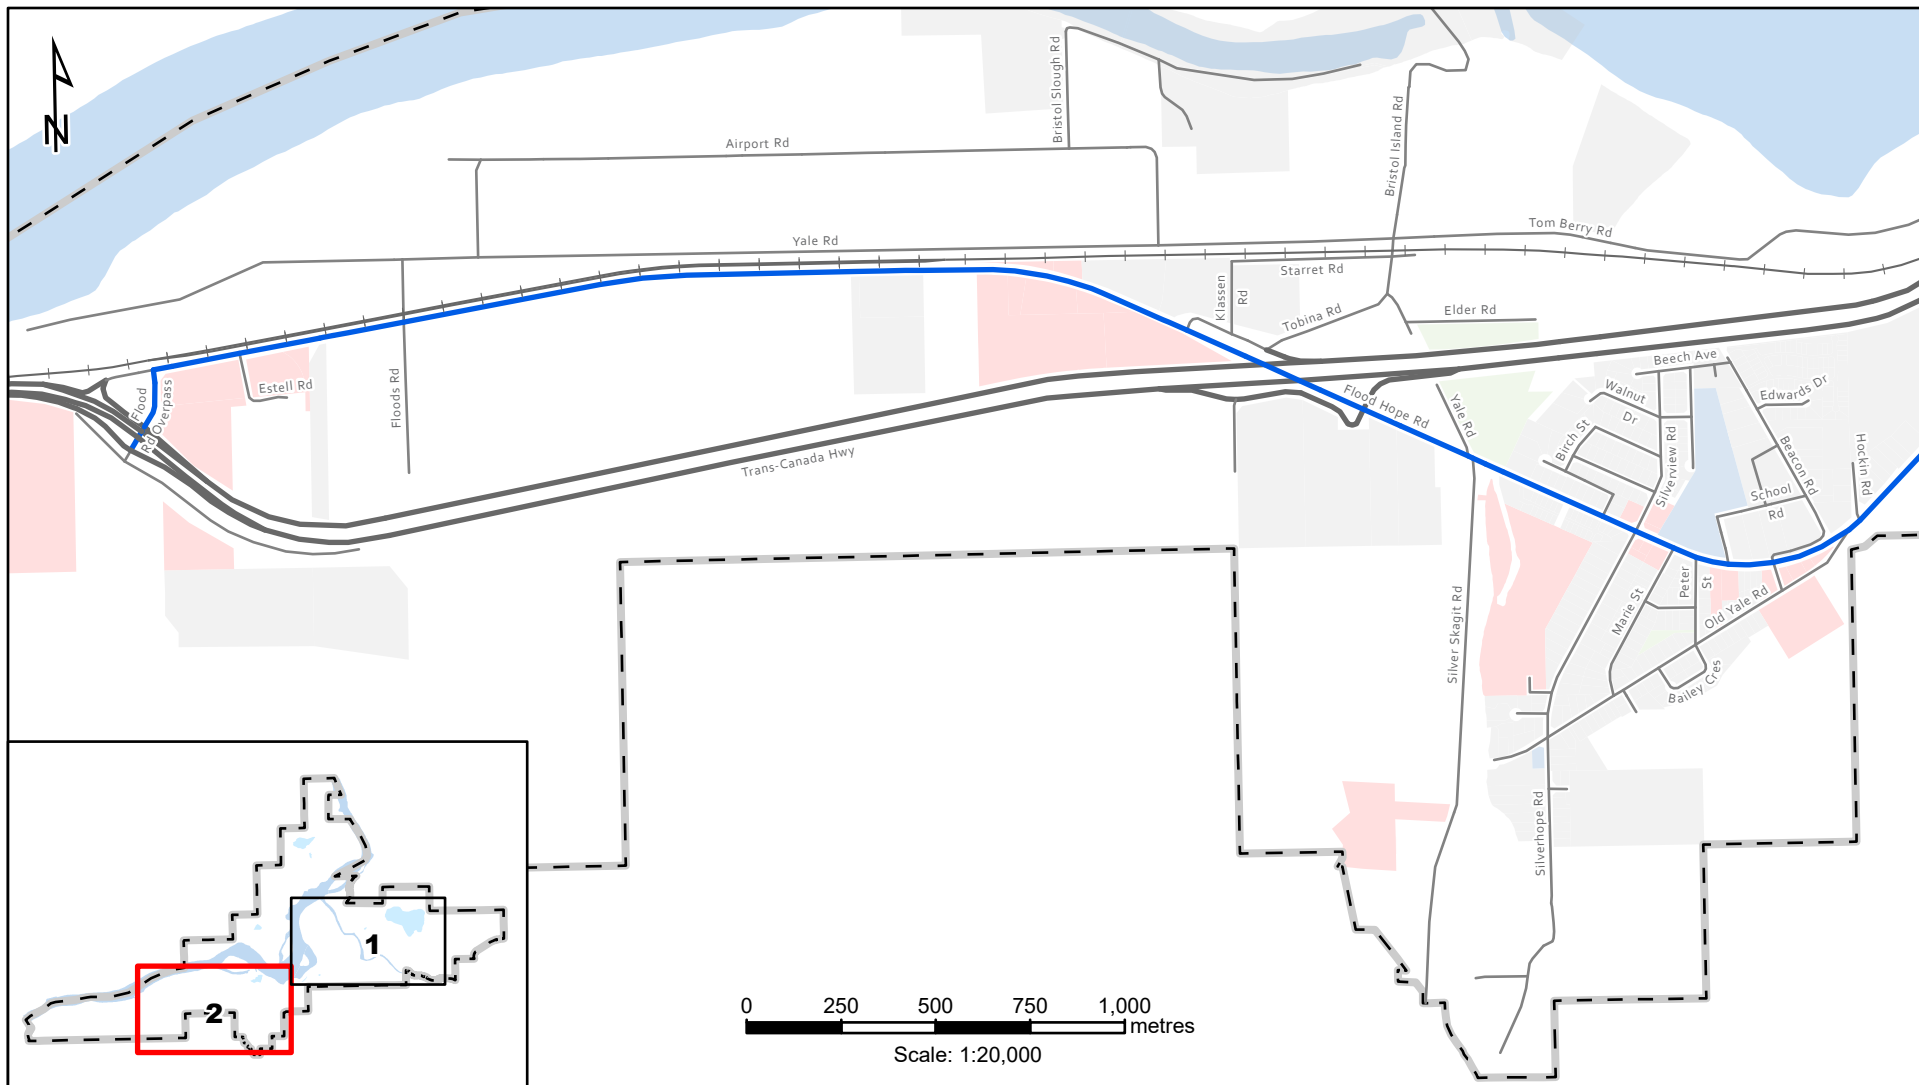 N
Bristol Slough Rd
Airport Rd
Bristol Island Rd
Tom Berry Rd
Yale Rd
Starret Rd
Klassen
Rd
Tobina Rd
Elder Rd
Beech Ave
Flood
Rd Overpass
Estell Rd
Floods Rd
Trans-Canada Hwy
Flood Hope Rd
Yale Rd
Walnut
Dr
Edwards Dr
Birch St
Silverview Rd
Beacon Rd
Hockin Rd
School
Rd
Silver Skagit Rd
Marie St
Peter
St
Old Yale Rd
Bailey Cres
Silverhope Rd
1
2
0 250 500 750 1,000
metres
Scale: 1:20,000